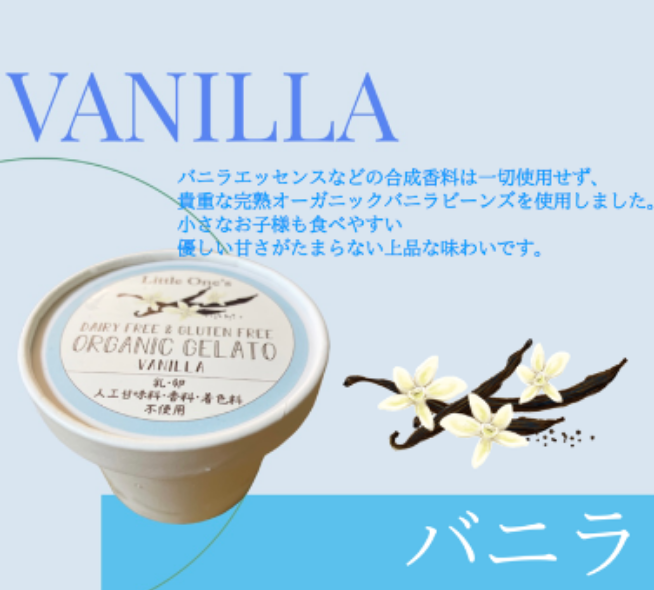 VANILLA
バニラエッセンスなどの合成香料は一切使用せず、
貴重な完熟オーガニックバニラビーンズを使用しました。
小さなお子様も食べやすい
優しい甘さがたまらない上品な味わいです。
Little One's
DAIRY FREE & GLUTEN FREE
ORGANIC GELATO
VANILLA
乳・卵
人工甘味料・香料・着色料
不使用
バニラ